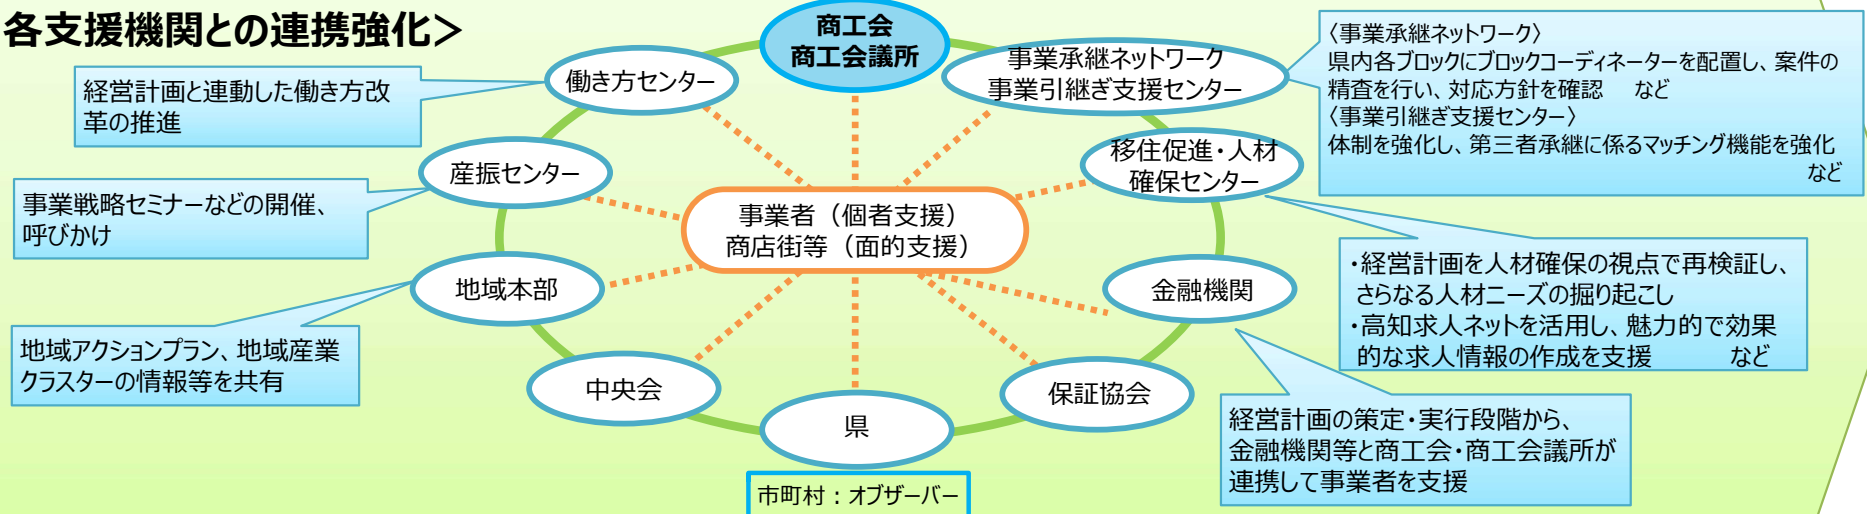 各支援機関との連携強化>
商工会
商工会議所
働き方センター
事業承継ネットワーク
事業引継ぎ支援センター
〈事業承継ネットワーク〉
県内各ブロックにブロックコーディネーターを配置し、案件の
精査を行い、対応方針を確認 など
〈事業引継ぎ支援センター〉
体制を強化し、第三者承継に係るマッチング機能を強化
など
経営計画と連動した働き方改
革の推進
産振センター
移住促進・人材
確保センター
事業戦略セミナーなどの開催、
呼びかけ
事業者（個者支援）
商店街等（面的支援）
・経営計画を人材確保の視点で再検証し、
さらなる人材ニーズの掘り起こし
・高知求人ネットを活用し、魅力的で効果
的な求人情報の作成を支援 など
地域本部
金融機関
地域アクションプラン、地域産業
クラスターの情報等を共有
中央会
県
保証協会
経営計画の策定・実行段階から、
金融機関等と商工会・商工会議所が
連携して事業者を支援
市町村：オブザーバー